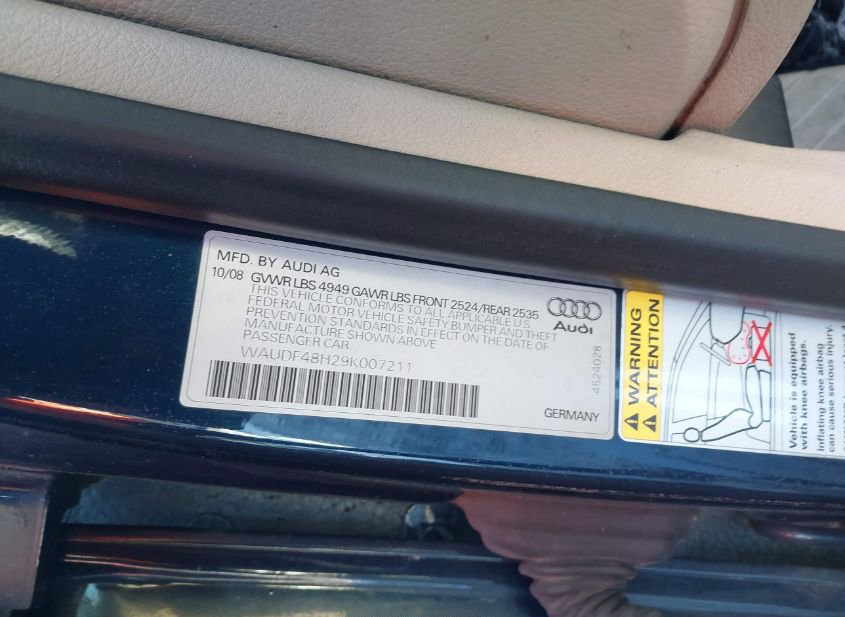 MFD. BY AUDI AG
10/08 GVWR LBS 4949 GAWR LBS FRONT 2524/REAR 2535
THIS VEHICLE CONFORMS TO ALL APPLICABLE U.S.
FEDERAL MOTOR VEHICLE SAFETY, BUMPER AND THEFT
PREVENTION STANDARDS IN EFFECT ON THE DATE OF
MANUFACTURE SHOWN ABOVE
PASSENGER CAR
WAUDF48H29K007211
Audi
4524028
GERMANY
WARNING
ATTENTION
Vehicle is equipped
with knee airbags.
Inflating knee airbag
can cause serious injury.